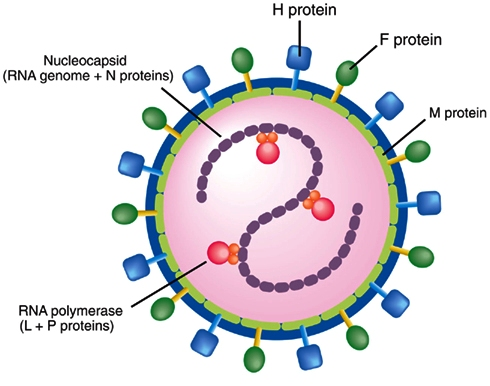 H protein
F protein
Nucleocapsid
(RNA genome + N proteins)
M protein
RNA polymerase
(L + P proteins)